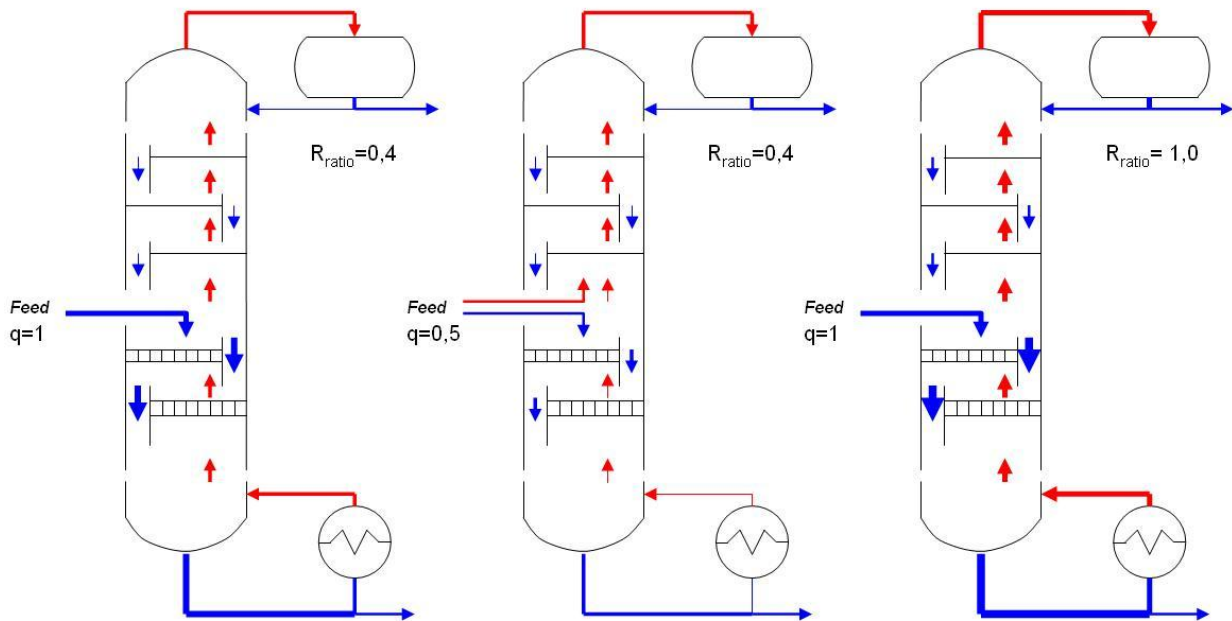 R_ratio=0,4
Feed
q=1
R_ratio=0,4
Feed
q=0,5
R_ratio= 1,0
Feed
q=1